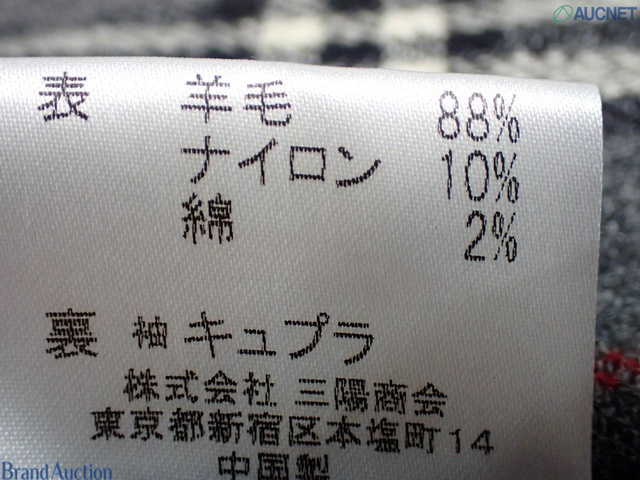 AUCNET
表 羊毛 88%
ナイロン 10%
綿 2%
裏 袖 キュプラ
株式会社 三陽商会
東京都新宿区本塩町14
中国製
Brand Auction